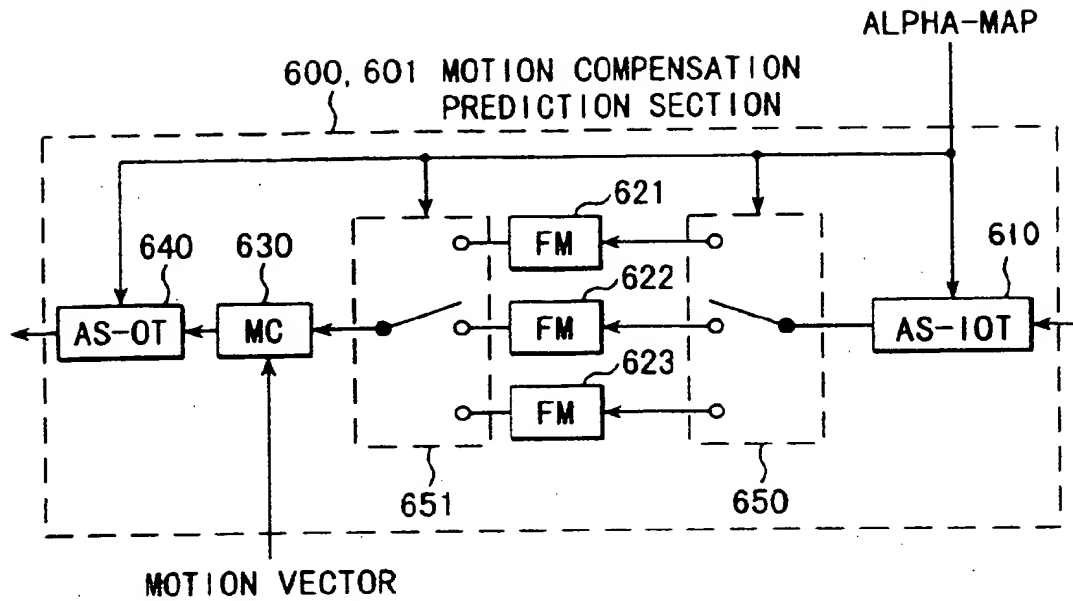 ALPHA-MAP
600, 601 MOTION COMPENSATION
PREDICTION SECTION
621
FM
640
630
622
610
AS-OT
MC
FM
AS-IOT
623
FM
651
650
MOTION VECTOR